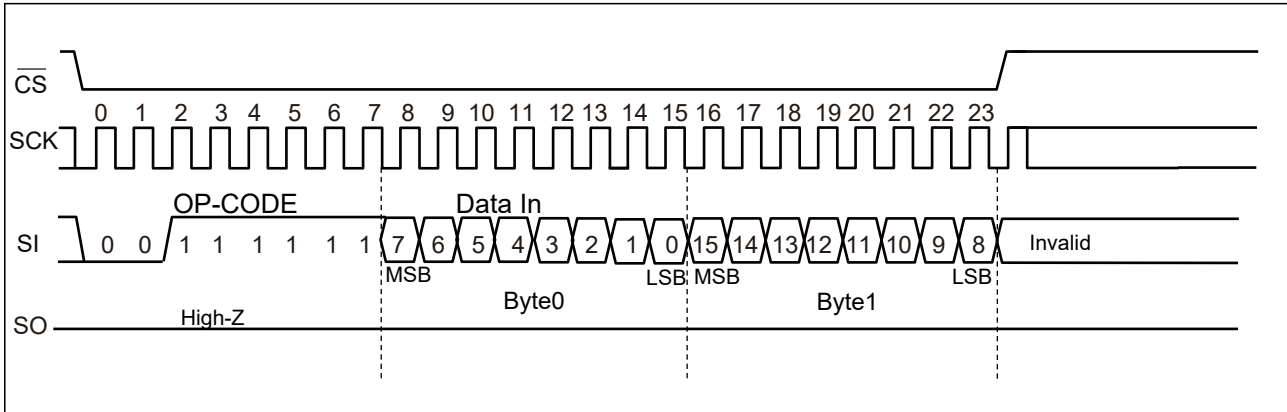 CS
0 1 2 3 4 5 6 7 8 9 10 11 12 13 14 15 16 17 18 19 20 21 22 23
SCK
OP-CODE Data In
SI 0 0 1 1 1 1 1 1 7 6 5 4 3 2 1 0 15 14 13 12 11 10 9 8 Invalid
MSB LSB MSB LSB
Byte0 Byte1
High-Z
SO